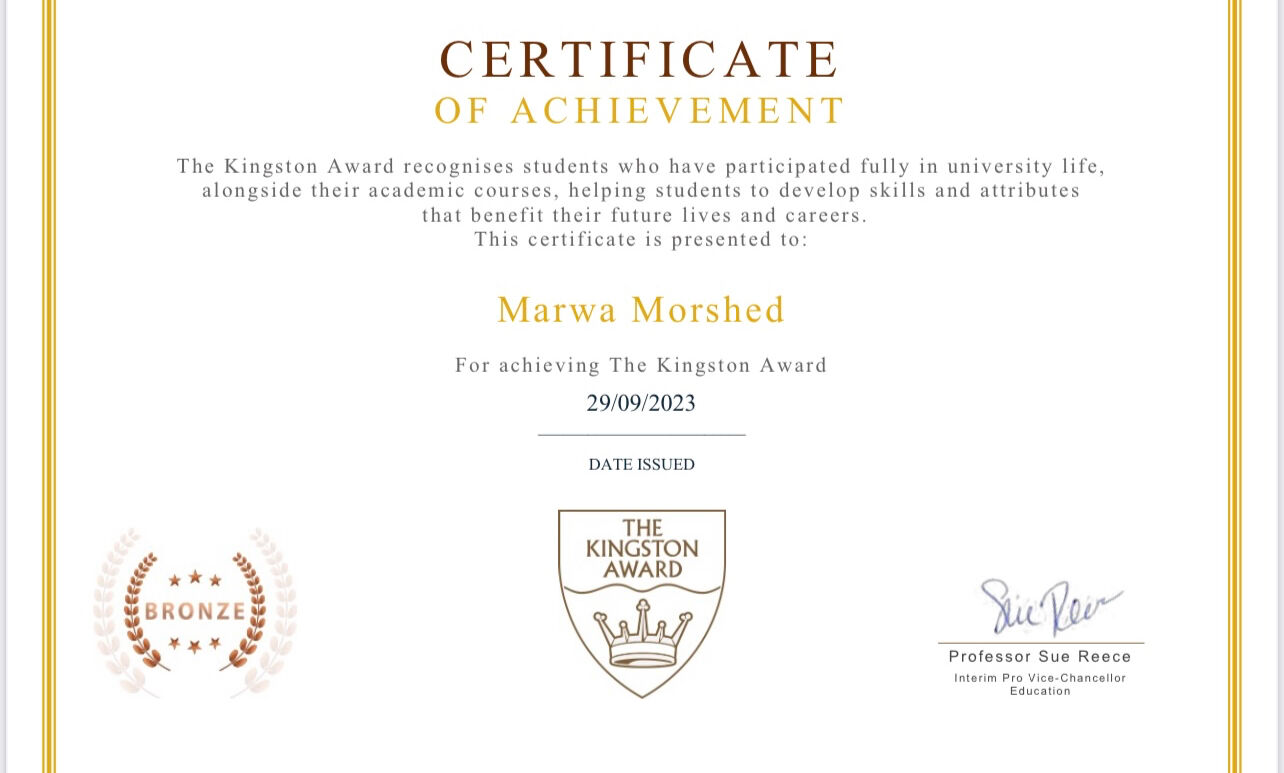 CERTIFICATE
OF ACHIEVEMENT
The Kingston Award recognises students who have participated fully in university life,
alongside their academic courses, helping students to develop skills and attributes
that benefit their future lives and careers.
This certificate is presented to:
Marwa Morshed
For achieving The Kingston Award
29/09/2023
DATE ISSUED
BRONZE
THE
KINGSTON
AWARD
Sue Reece
Professor Sue Reece
Interim Pro Vice-Chancellor
Education